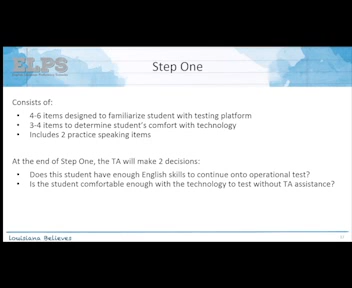 ELPS
Step One
Consists of:
• 4-6 items designed to familiarize student with testing platform
• 3-4 items to determine student's comfort with technology
• Includes 2 practice speaking items
At the end of Step One, the TA will make 2 decisions:
• Does this student have enough English skills to continue onto operational test?
• Is the student comfortable enough with the technology to test without TA assistance?
Louisiana Believes